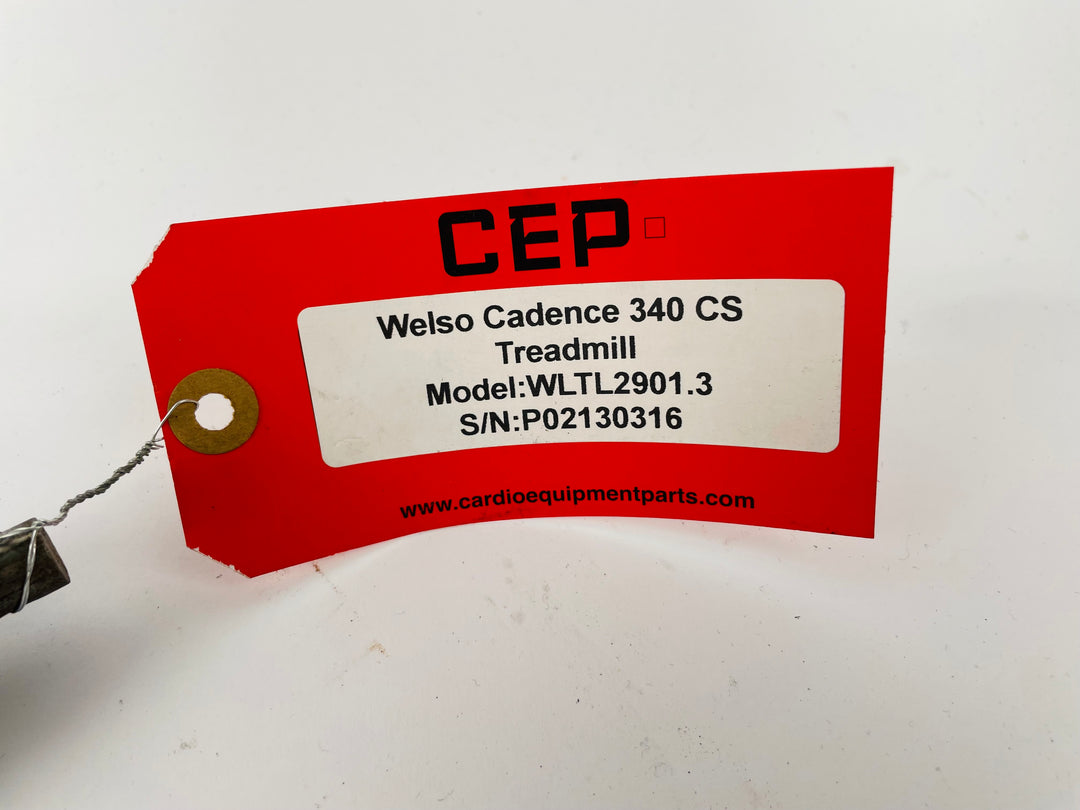 CEP
Welso Cadence 340 CS
Treadmill
Model:WLTL2901.3
S/N:P02130316
www.cardioequipmentparts.com